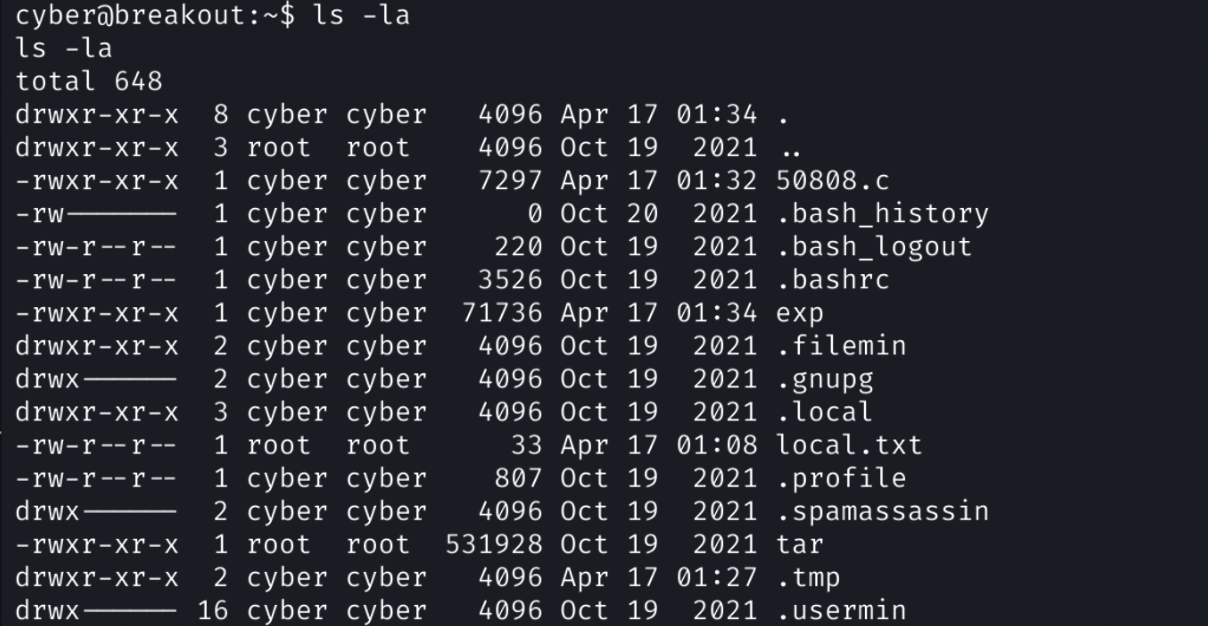 cyber@breakout:~$ ls -la
ls -la
total 648
drwxr-xr-x  8 cyber cyber   4096 Apr 17 01:34 .
drwxr-xr-x  3 root  root    4096 Oct 19  2021 ..
-rwxr-xr-x  1 cyber cyber   7297 Apr 17 01:32 50808.c
-rw-------  1 cyber cyber      0 Oct 20  2021 .bash_history
-rw-r--r--  1 cyber cyber    220 Oct 19  2021 .bash_logout
-rw-r--r--  1 cyber cyber   3526 Oct 19  2021 .bashrc
-rwxr-xr-x  1 cyber cyber  71736 Apr 17 01:34 exp
drwxr-xr-x  2 cyber cyber   4096 Oct 19  2021 .filemin
drwx------  2 cyber cyber   4096 Oct 19  2021 .gnupg
drwxr-xr-x  3 cyber cyber   4096 Oct 19  2021 .local
-rw-r--r--  1 root  root      33 Apr 17 01:08 local.txt
-rw-r--r--  1 cyber cyber    807 Oct 19  2021 .profile
drwx------  2 cyber cyber   4096 Oct 19  2021 .spamassassin
-rwxr-xr-x  1 root  root  531928 Oct 19  2021 tar
drwxr-xr-x  2 cyber cyber   4096 Apr 17 01:27 .tmp
drwx------ 16 cyber cyber   4096 Oct 19  2021 .usermin